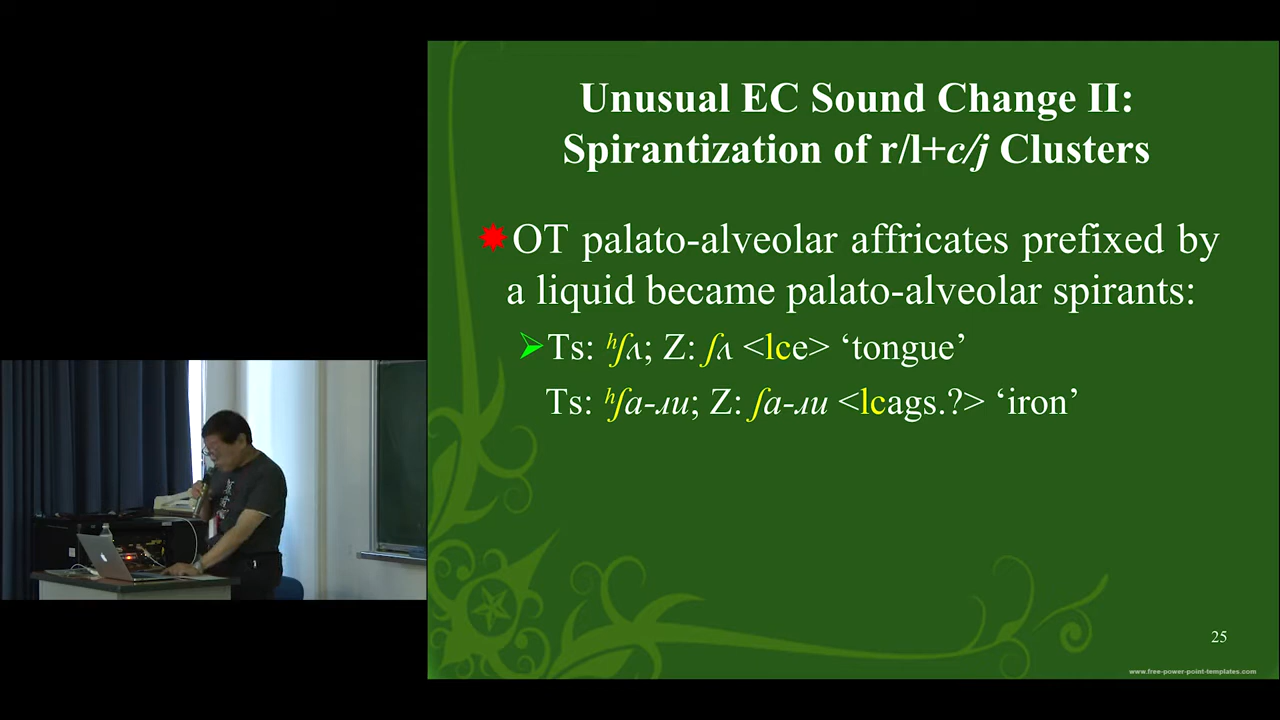 Unusual EC Sound Change II:
Spirantization of r/l+c/j Clusters
OT palato-alveolar affricates prefixed by
a liquid became palato-alveolar spirants:
Ts: ʰʃʌ; Z: ʃʌ <lce> ‘tongue’
Ts: ʰʃa-ɹu; Z: ʃa-ɹu <lcags.?> ‘iron’
25
www.free-power-point-templates.com